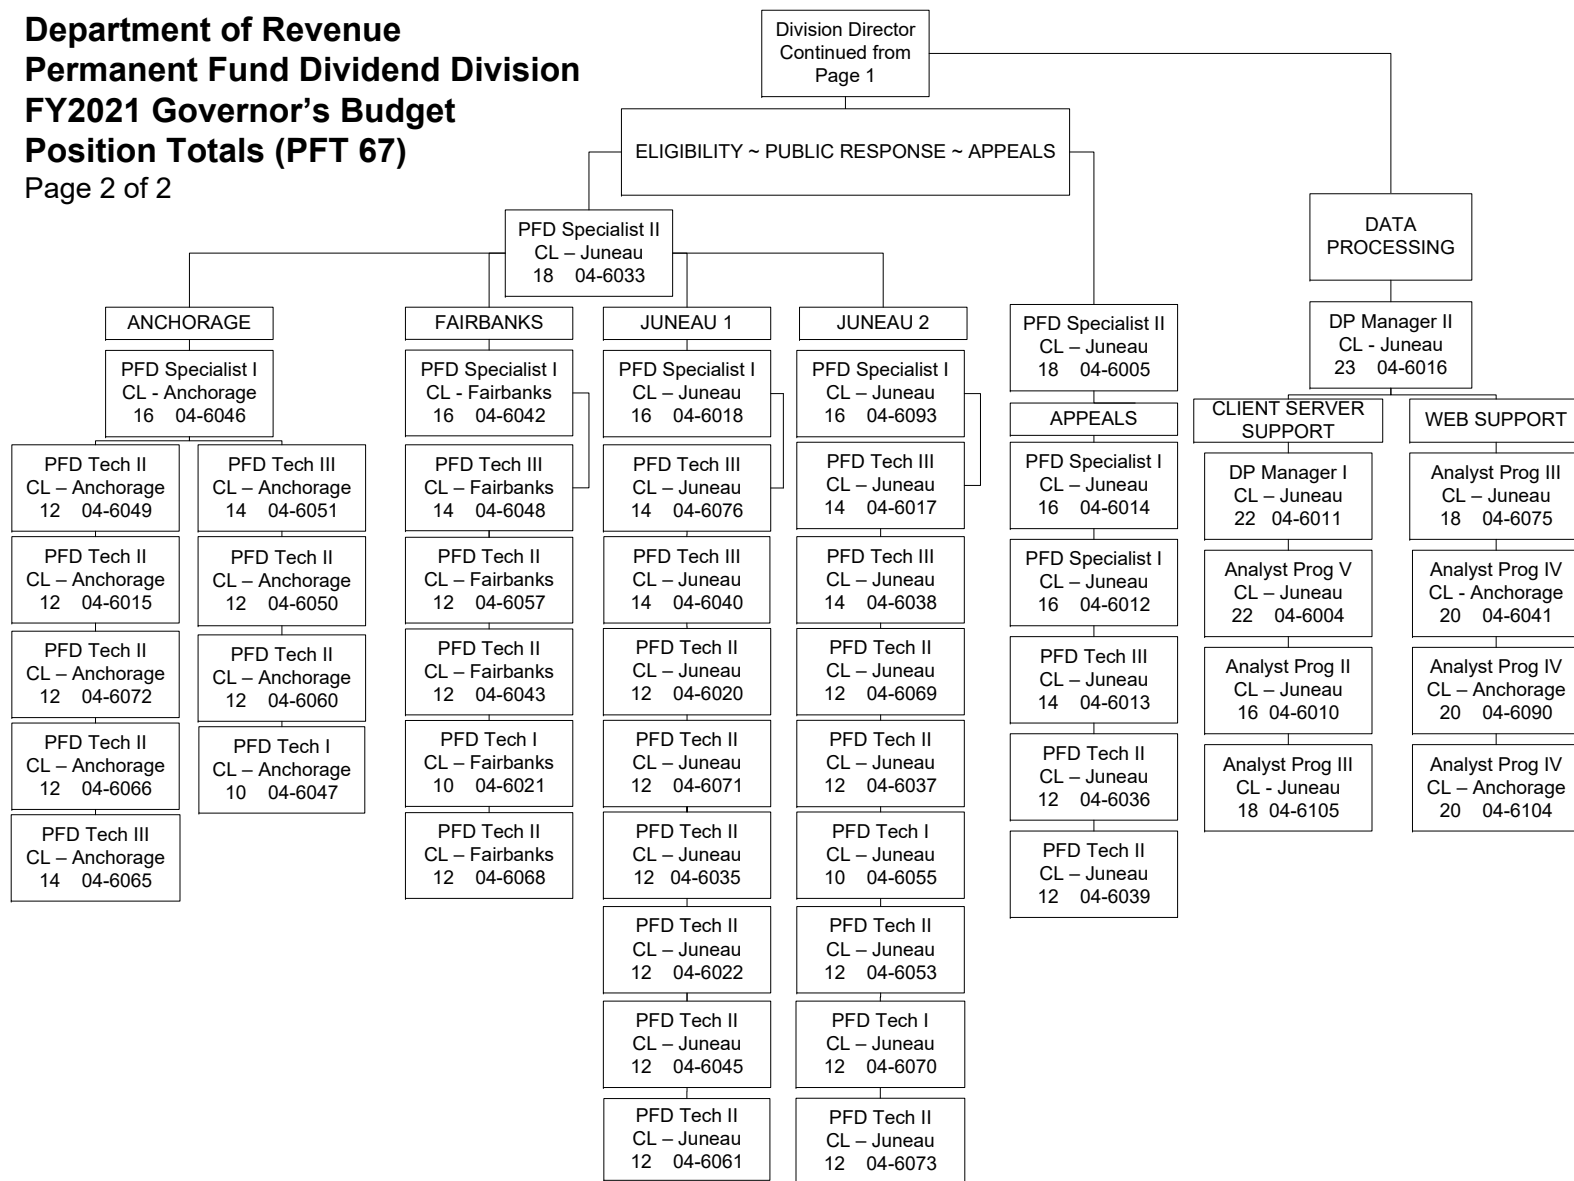 Department of Revenue
Permanent Fund Dividend Division
FY2021 Governor's Budget
Position Totals (PFT 67)
Page 2 of 2
Division Director
Continued from
Page 1
ELIGIBILITY ~ PUBLIC RESPONSE ~ APPEALS
PFD Specialist II
CL – Juneau
18 04-6033
ANCHORAGE
PFD Specialist I
CL - Anchorage
16 04-6046
PFD Tech II
CL – Anchorage
12 04-6049
PFD Tech II
CL – Anchorage
12 04-6015
PFD Tech II
CL – Anchorage
12 04-6072
PFD Tech II
CL – Anchorage
12 04-6066
PFD Tech III
CL – Anchorage
14 04-6065
PFD Tech III
CL – Anchorage
14 04-6051
PFD Tech II
CL – Anchorage
12 04-6050
PFD Tech II
CL – Anchorage
12 04-6060
PFD Tech I
CL – Anchorage
10 04-6047
FAIRBANKS
PFD Specialist I
CL - Fairbanks
16 04-6042
PFD Tech III
CL – Fairbanks
14 04-6048
PFD Tech II
CL – Fairbanks
12 04-6057
PFD Tech II
CL – Fairbanks
12 04-6043
PFD Tech I
CL – Fairbanks
10 04-6021
PFD Tech II
CL – Fairbanks
12 04-6068
JUNEAU 1
PFD Specialist I
CL – Juneau
16 04-6018
PFD Tech III
CL – Juneau
14 04-6076
PFD Tech III
CL – Juneau
14 04-6040
PFD Tech II
CL – Juneau
12 04-6020
PFD Tech II
CL – Juneau
12 04-6071
PFD Tech II
CL – Juneau
12 04-6035
PFD Tech II
CL – Juneau
12 04-6022
PFD Tech II
CL – Juneau
12 04-6045
PFD Tech II
CL – Juneau
12 04-6061
JUNEAU 2
PFD Specialist I
CL – Juneau
16 04-6093
PFD Tech III
CL – Juneau
14 04-6017
PFD Tech III
CL – Juneau
14 04-6038
PFD Tech II
CL – Juneau
12 04-6069
PFD Tech II
CL – Juneau
12 04-6037
PFD Tech I
CL – Juneau
10 04-6055
PFD Tech II
CL – Juneau
12 04-6053
PFD Tech I
CL – Juneau
12 04-6070
PFD Tech II
CL – Juneau
12 04-6073
PFD Specialist II
CL – Juneau
18 04-6005
APPEALS
PFD Specialist I
CL – Juneau
16 04-6014
PFD Specialist I
CL – Juneau
16 04-6012
PFD Tech III
CL – Juneau
14 04-6013
PFD Tech II
CL – Juneau
12 04-6036
PFD Tech II
CL – Juneau
12 04-6039
DATA
PROCESSING
DP Manager II
CL - Juneau
23 04-6016
CLIENT SERVER
SUPPORT
DP Manager I
CL – Juneau
22 04-6011
Analyst Prog V
CL – Juneau
22 04-6004
Analyst Prog II
CL – Juneau
16 04-6010
Analyst Prog III
CL - Juneau
18 04-6105
WEB SUPPORT
Analyst Prog III
CL – Juneau
18 04-6075
Analyst Prog IV
CL - Anchorage
20 04-6041
Analyst Prog IV
CL – Anchorage
20 04-6090
Analyst Prog IV
CL – Anchorage
20 04-6104